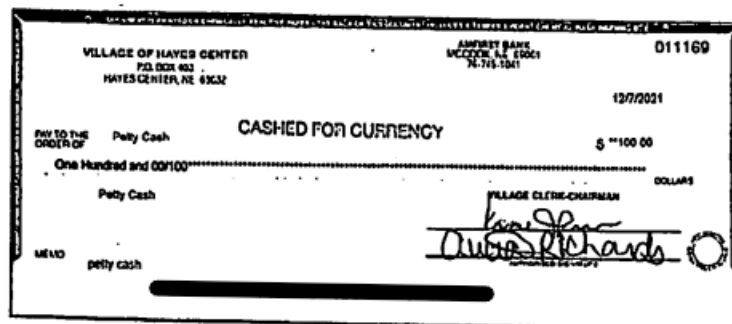 VILLAGE OF HAYES CENTER
P.O. BOX 403
HAYES CENTER, NE 69032
AMFIRST BANK
MCCOOK, NE 69001
76-745-1041
011169
12/7/2021
PAY TO THE ORDER OF
Petty Cash
CASHED FOR CURRENCY
$ **100.00
One Hundred and 00/100
DOLLARS
Petty Cash
VILLAGE CLERK-CHAIRMAN
Richards
MEMO
petty cash